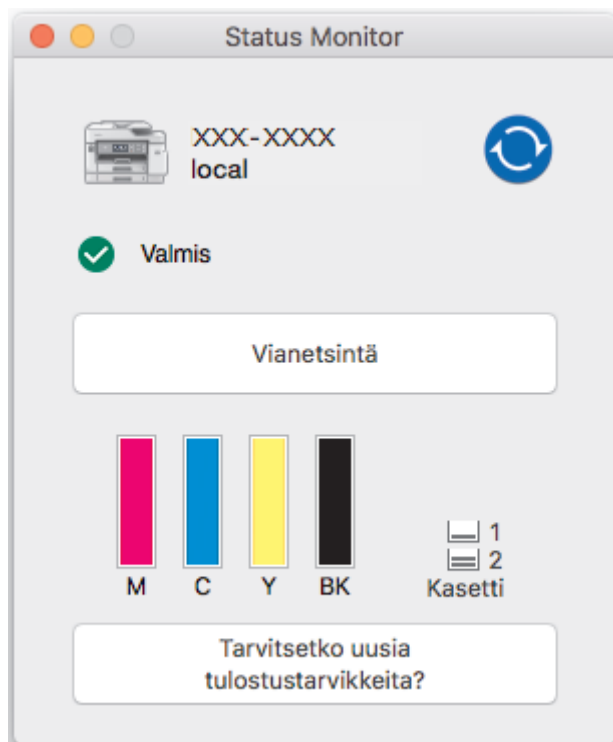 Status Monitor
XXX-XXXX
local
Valmis
Vianetsintä
M C Y BK
1
2
Kasetti
Tarvitsetko uusia
tulostustarvikkeita?